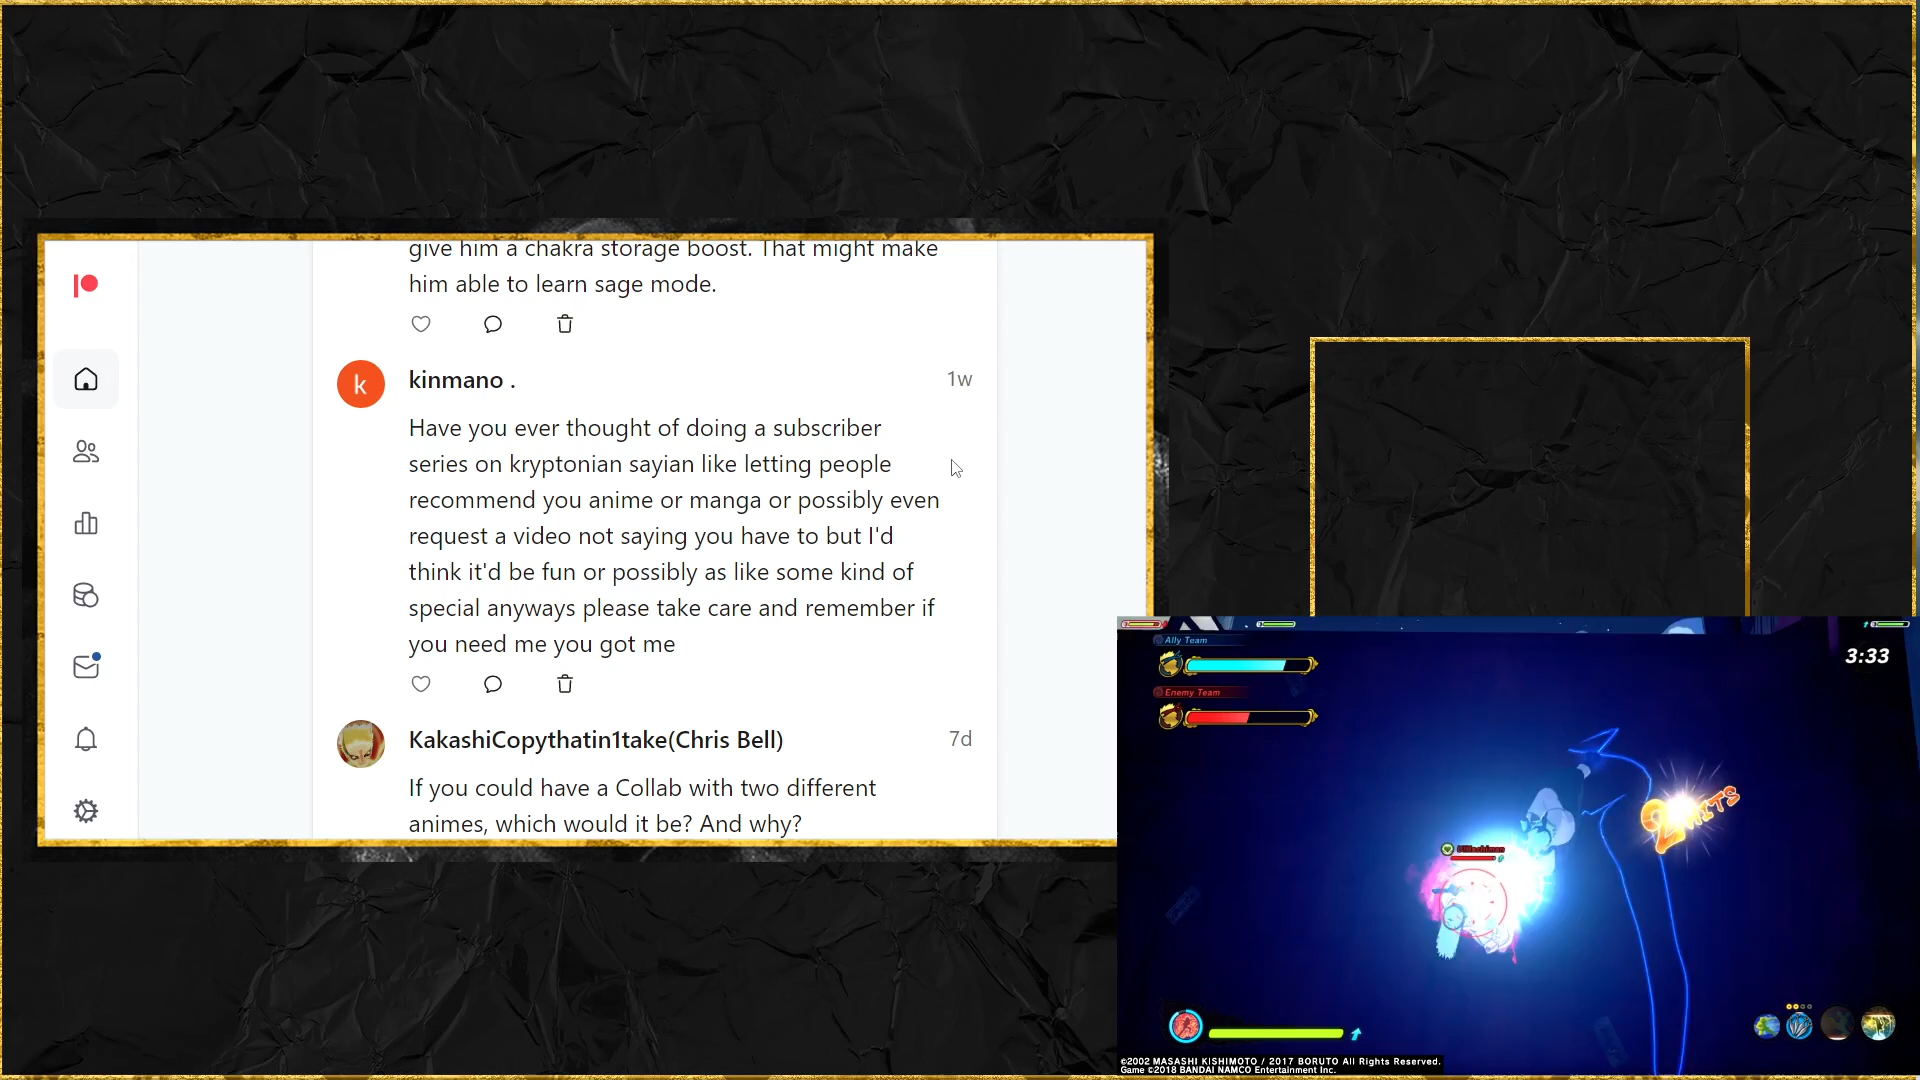 give him a chakra storage boost. That might make
him able to learn sage mode.
k
kinmano .
1w
Have you ever thought of doing a subscriber
series on kryptonian sayian like letting people
recommend you anime or manga or possibly even
request a video not saying you have to but I'd
think it'd be fun or possibly as like some kind of
special anyways please take care and remember if
you need me you got me
KakashiCopythatin1take(Chris Bell)
7d
If you could have a Collab with two different
animes, which would it be? And why?
Ally Team
Enemy Team
3:33
2 HITS
©2002 MASASHI KISHIMOTO / 2017 BORUTO All Rights Reserved.
Game ©2018 BANDAI NAMCO Entertainment Inc.